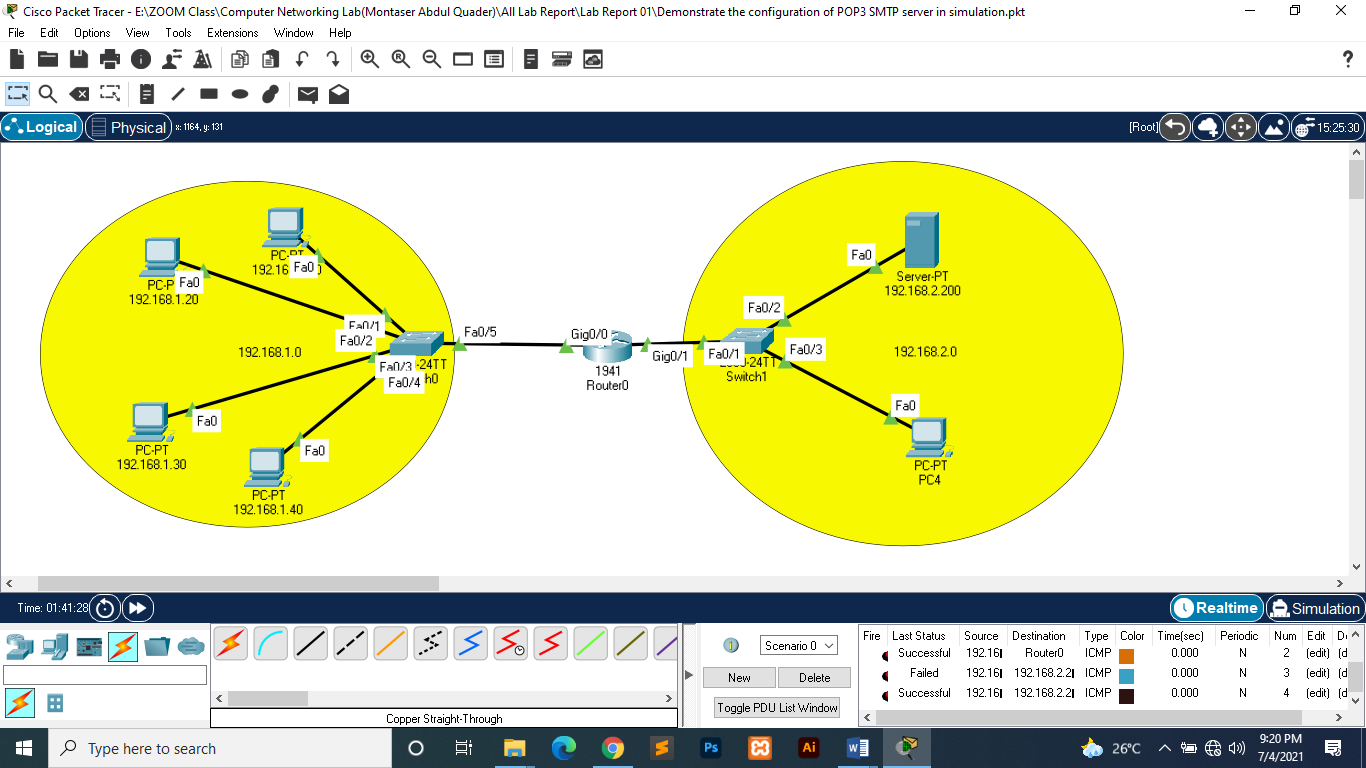 Cisco Packet Tracer - E:\ZOOM Class\Computer Networking Lab(Montaser Abdul Quader)\All Lab Report\Lab Report 01\Demonstrate the configuration of POP3 SMTP server in simulation.pkt
File Edit Options View Tools Extensions Window Help
?
Logical Physical x: 1164, y: 131 [Root] 15:25:30
PC-PT
192.16
Fa0
PC-P
192.168.1.20
Fa0
192.168.1.0
Fa0/1
Fa0/2
Fa0/3
Fa0/4
-24TT
h0
Fa0/5
PC-PT
192.168.1.30
Fa0
PC-PT
192.168.1.40
Fa0
Gig0/0
1941
Router0
Gig0/1
Fa0/1
-24TT
Switch1
Fa0/2
Fa0/3
Fa0
Server-PT
192.168.2.200
192.168.2.0
Fa0
PC-PT
PC4
Time: 01:41:28
Realtime Simulation
Copper Straight-Through
Scenario 0
New Delete
Toggle PDU List Window
Fire Last Status Source Destination Type Color Time(sec) Periodic Num Edit
Successful 192.16 Router0 ICMP 0.000 N 2 (edit) (d
Failed 192.16 192.168.2.2 ICMP 0.000 N 3 (edit) (d
Successful 192.16 192.168.2.2 ICMP 0.000 N 4 (edit) (d
Type here to search
Ps
Ai
W
26°C
9:20 PM
7/4/2021